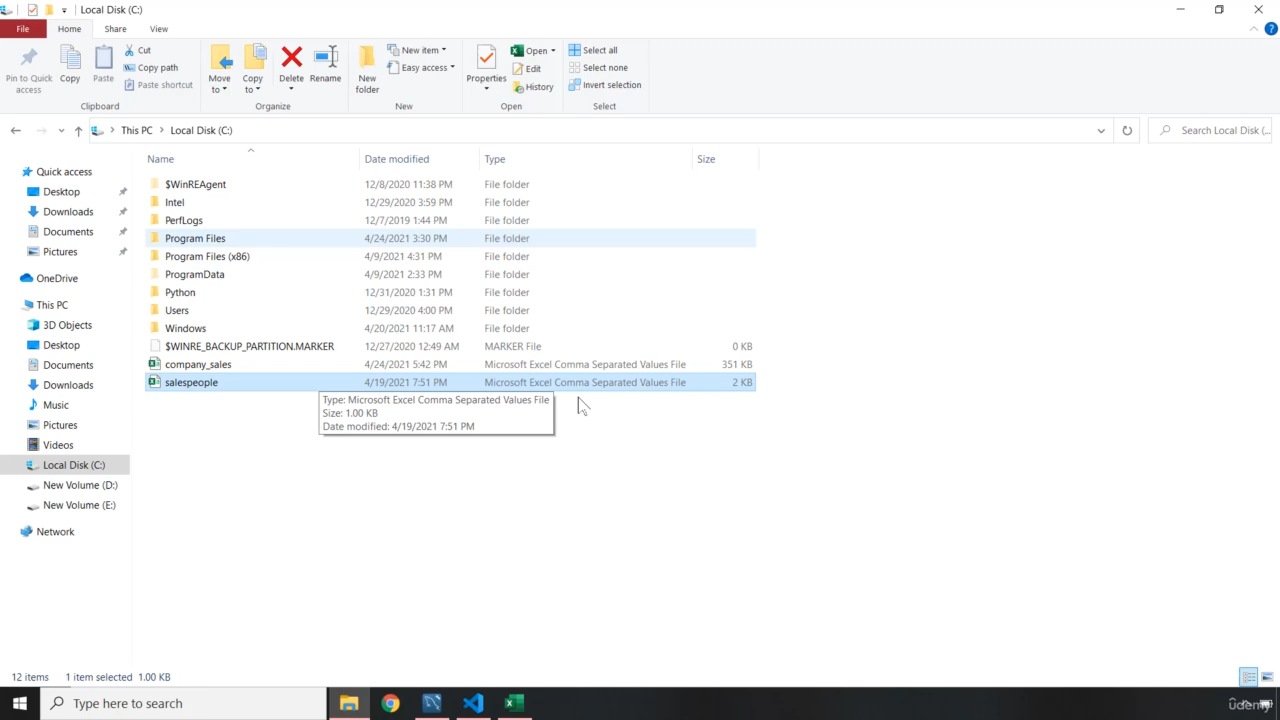 Local Disk (C:)
File Home Share View
Pin to Quick access
Copy
Paste
Cut
Copy path
Paste shortcut
Clipboard
Move to
Copy to
Delete
Rename
Organize
New folder
New item
Easy access
New
Properties
Open
Edit
History
Open
Select all
Select none
Invert selection
Select
This PC Local Disk (C:)
Search Local Disk (...
Name Date modified Type Size
$WinREAgent 12/8/2020 11:38 PM File folder
Intel 12/29/2020 3:59 PM File folder
PerfLogs 12/7/2019 1:44 PM File folder
Program Files 4/24/2021 3:30 PM File folder
Program Files (x86) 4/9/2021 4:31 PM File folder
ProgramData 4/9/2021 2:33 PM File folder
Python 12/31/2020 1:31 PM File folder
Users 12/29/2020 4:00 PM File folder
Windows 4/20/2021 11:17 AM File folder
$WINRE_BACKUP_PARTITION.MARKER 12/27/2020 12:49 AM MARKER File 0 KB
company_sales 4/24/2021 5:42 PM Microsoft Excel Comma Separated Values File 351 KB
salespeople 4/19/2021 7:51 PM Microsoft Excel Comma Separated Values File 2 KB
Type: Microsoft Excel Comma Separated Values File
Size: 1.00 KB
Date modified: 4/19/2021 7:51 PM
Quick access
Desktop
Downloads
Documents
Pictures
OneDrive
This PC
3D Objects
Desktop
Documents
Downloads
Music
Pictures
Videos
Local Disk (C:)
New Volume (D:)
New Volume (E:)
Network
12 items 1 item selected 1.00 KB
Type here to search
udemy